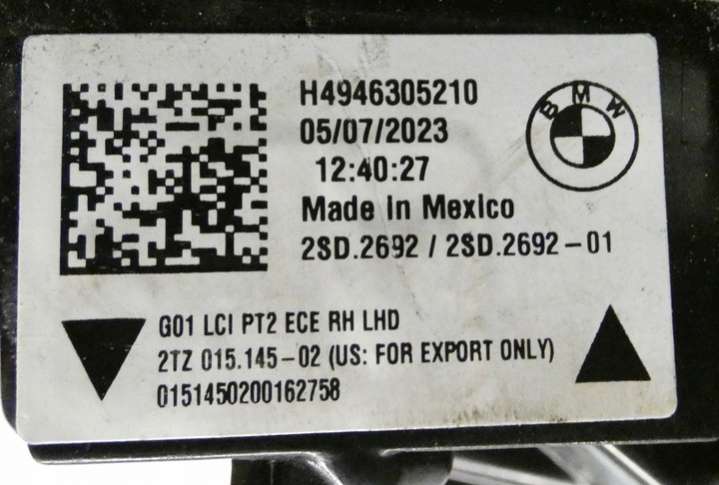 H4946305210
05/07/2023
12:40:27
Made in Mexico
2SD.2692 / 2SD.2692-01
BMW
G01 LCI PT2 ECE RH LHD
2TZ 015.145-02 (US: FOR EXPORT ONLY)
0151450200162758